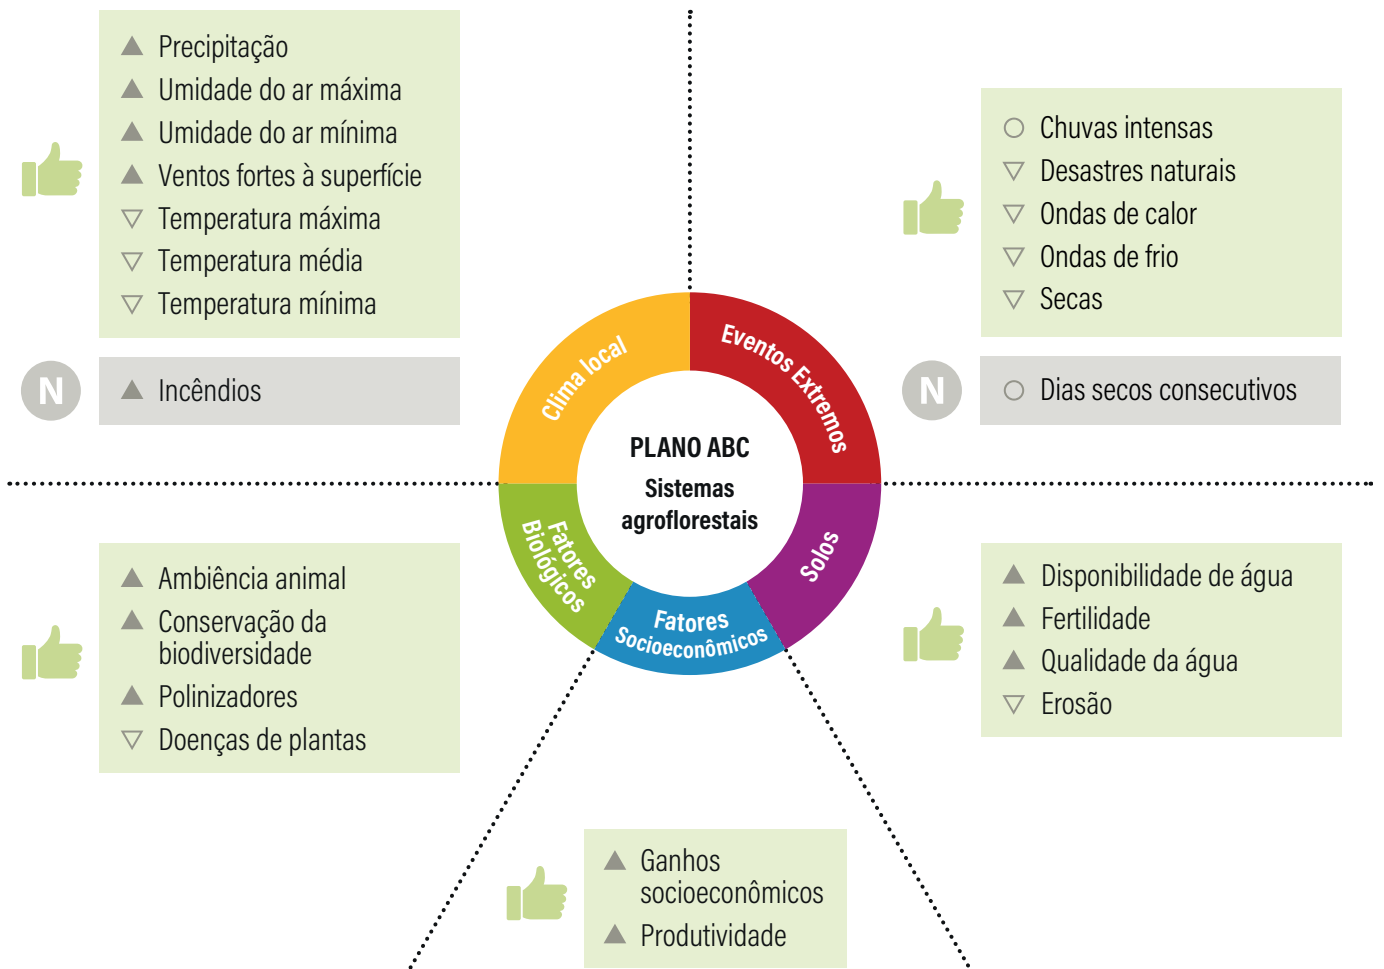 Precipitação
Umidade do ar máxima
Umidade do ar mínima
Ventos fortes à superfície
Temperatura máxima
Temperatura média
Temperatura mínima
N
Incêndios
Chuvas intensas
Desastres naturais
Ondas de calor
Ondas de frio
Secas
N
Dias secos consecutivos
Clima local
Eventos Extremos
PLANO ABC
Sistemas
agroflorestais
Fatores
Biológicos
Fatores
Socioeconômicos
Solos
Ambiência animal
Conservação da
biodiversidade
Polinizadores
Doenças de plantas
Disponibilidade de água
Fertilidade
Qualidade da água
Erosão
Ganhos
socioeconômicos
Produtividade